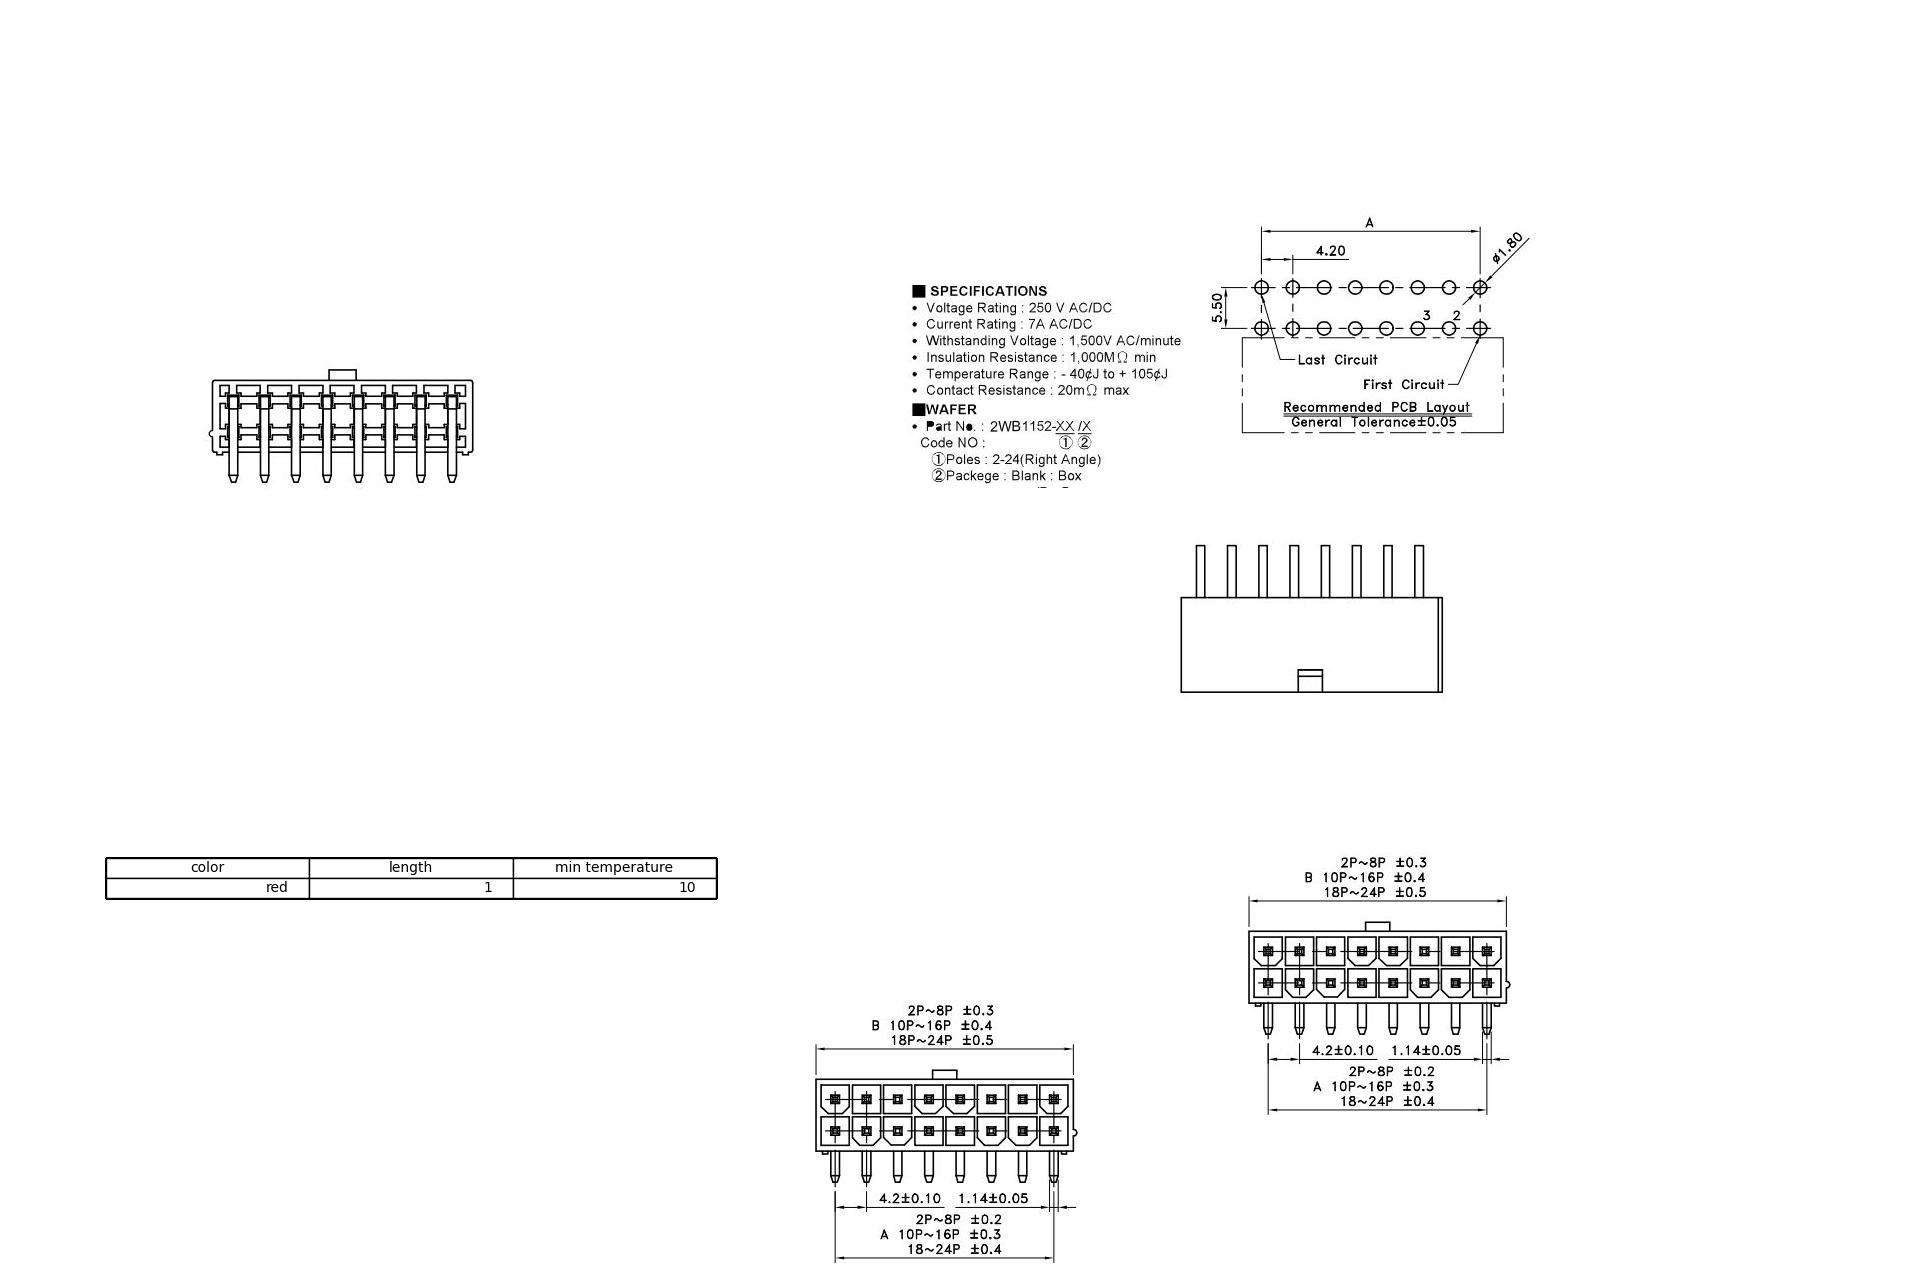 A
4.20
ø1.80
5.50
3 2
Last Circuit
First Circuit
Recommended PCB Layout
General Tolerance±0.05
■ SPECIFICATIONS
• Voltage Rating : 250 V AC/DC
• Current Rating : 7A AC/DC
• Withstanding Voltage : 1,500V AC/minute
• Insulation Resistance : 1,000MΩ min
• Temperature Range : - 40¢J to + 105¢J
• Contact Resistance : 20mΩ max
■WAFER
• Part No. : 2WB1152-XX /X
Code NO : ① ②
①Poles : 2-24(Right Angle)
②Packege : Blank : Box
color length min temperature
red 1 10
2P~8P ±0.3
B 10P~16P ±0.4
18P~24P ±0.5
4.2±0.10 1.14±0.05
2P~8P ±0.2
A 10P~16P ±0.3
18~24P ±0.4
2P~8P ±0.3
B 10P~16P ±0.4
18P~24P ±0.5
4.2±0.10 1.14±0.05
2P~8P ±0.2
A 10P~16P ±0.3
18~24P ±0.4